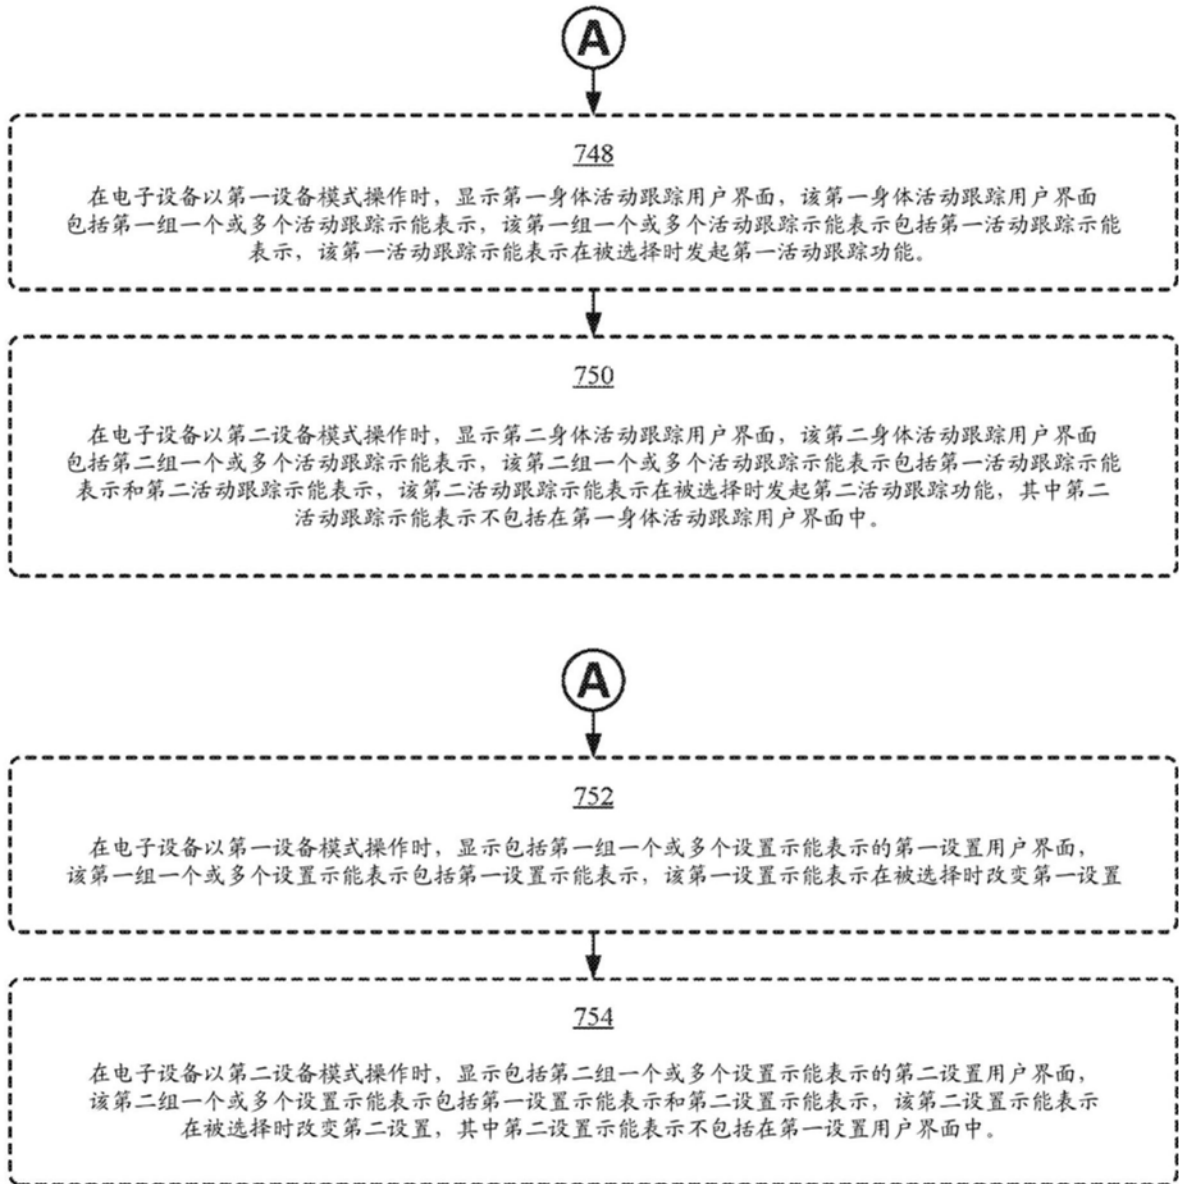 A
748
在电子设备以第一设备模式操作时，显示第一身体活动跟踪用户界面，该第一身体活动跟踪用户界面
包括第一组一个或多个活动跟踪示能表示，该第一组一个或多个活动跟踪示能表示包括第一活动跟踪示能
表示，该第一活动跟踪示能表示在被选择时发起第一活动跟踪功能。
750
在电子设备以第二设备模式操作时，显示第二身体活动跟踪用户界面，该第二身体活动跟踪用户界面
包括第二组一个或多个活动跟踪示能表示，该第二组一个或多个活动跟踪示能表示包括第一活动跟踪示能
表示和第二活动跟踪示能表示，该第二活动跟踪示能表示在被选择时发起第二活动跟踪功能，其中第二
活动跟踪示能表示不包括在第一身体活动跟踪用户界面中。
A
752
在电子设备以第一设备模式操作时，显示包括第一组一个或多个设置示能表示的第一设置用户界面，
该第一组一个或多个设置示能表示包括第一设置示能表示，该第一设置示能表示在被选择时改变第一设置
754
在电子设备以第二设备模式操作时，显示包括第二组一个或多个设置示能表示的第二设置用户界面，
该第二组一个或多个设置示能表示包括第一设置示能表示和第二设置示能表示，该第二设置示能表示
在被选择时改变第二设置，其中第二设置示能表示不包括在第一设置用户界面中。